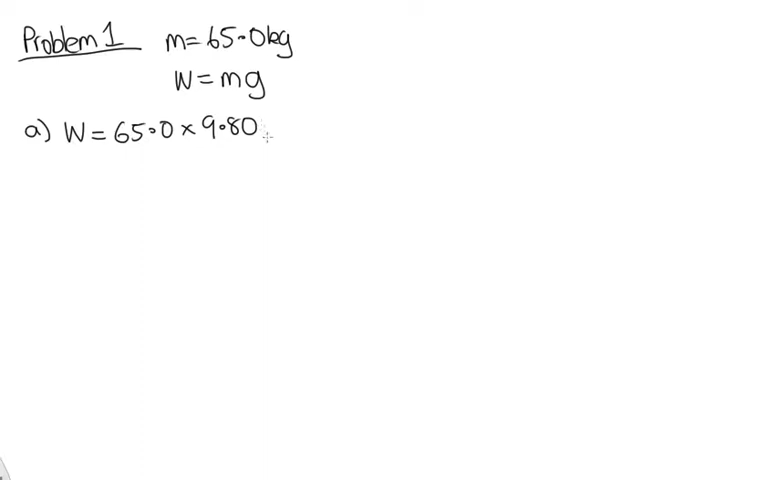 Problem 1 m = 65.0kg
W = mg
a) W = 65.0 × 9.80